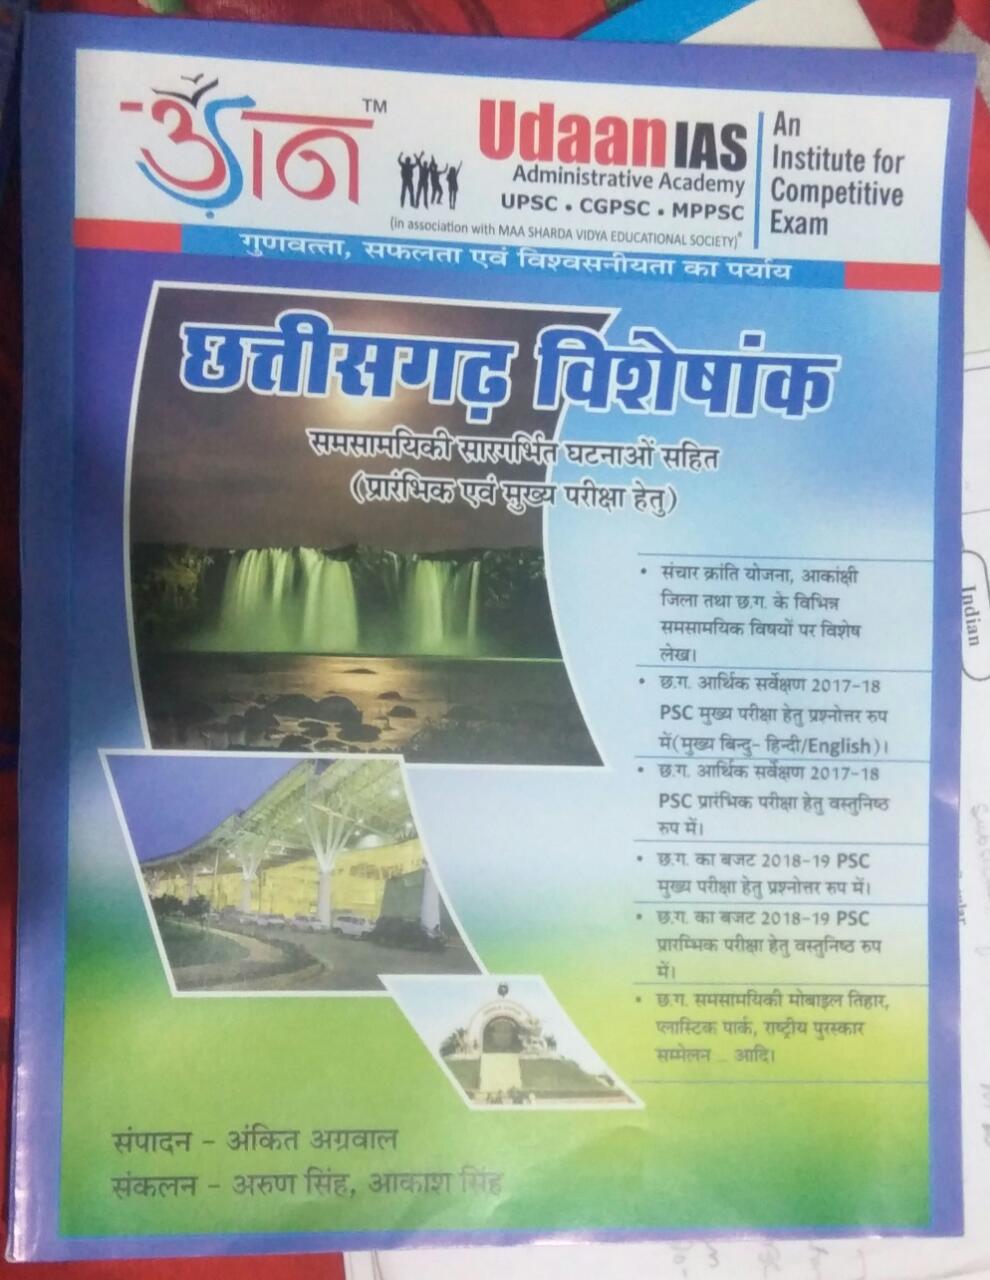 उड़ान TM
Udaan IAS
Administrative Academy
UPSC • CGPSC • MPPSC
(in association with MAA SHARDA VIDYA EDUCATIONAL SOCIETY)®
An
Institute for
Competitive
Exam
गुणवत्ता, सफलता एवं विश्वसनीयता का पर्याय
छत्तीसगढ़ विशेषांक
समसामयिकी सारगर्भित घटनाओं सहित
(प्रारंभिक एवं मुख्य परीक्षा हेतु)
• संचार क्रांति योजना, आकांक्षी
जिला तथा छ.ग. के विभिन्न
समसामयिक विषयों पर विशेष
लेख।
• छ.ग. आर्थिक सर्वेक्षण 2017-18
PSC मुख्य परीक्षा हेतु प्रश्नोत्तर रुप
में(मुख्य बिन्दु- हिन्दी/English)।
• छ.ग. आर्थिक सर्वेक्षण 2017-18
PSC प्रारंभिक परीक्षा हेतु वस्तुनिष्ठ
रुप में।
• छ.ग. का बजट 2018-19 PSC
मुख्य परीक्षा हेतु प्रश्नोत्तर रुप में।
• छ.ग. का बजट 2018-19 PSC
प्रारम्भिक परीक्षा हेतु वस्तुनिष्ठ रुप
में।
• छ.ग. समसामयिकी मोबाइल तिहार,
प्लास्टिक पार्क, राष्ट्रीय पुरस्कार
सम्मेलन ... आदि।
संपादन - अंकित अग्रवाल
संकलन - अरुण सिंह, आकाश सिंह
Indian